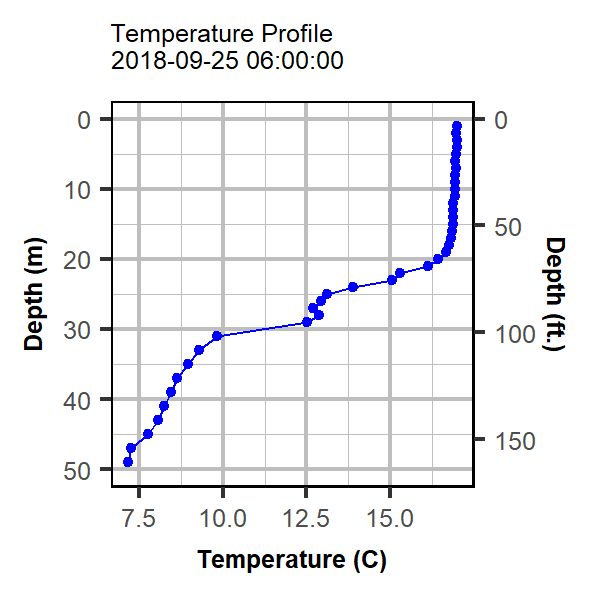 Temperature Profile
2018-09-25 06:00:00
0
10
20
30
40
50
Depth (m)
0
50
100
150
Depth (ft.)
7.5 10.0 12.5 15.0
Temperature (C)